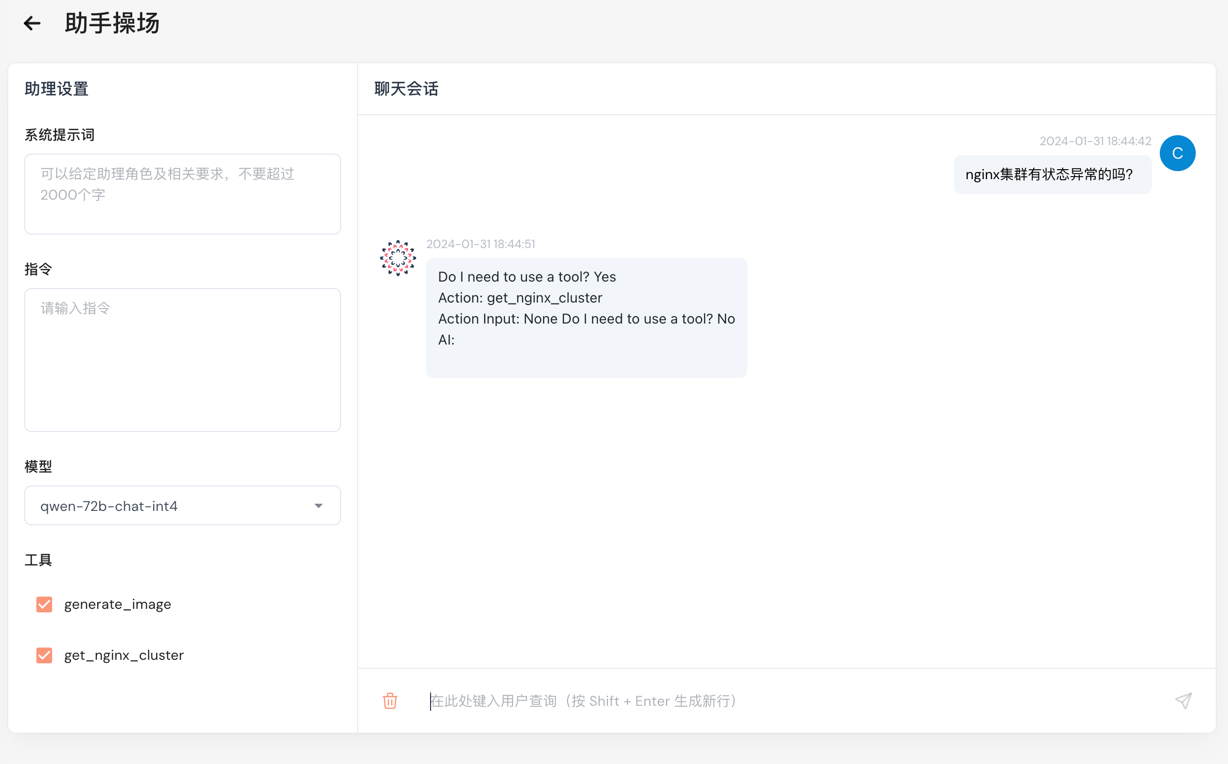 助手操场
助理设置
系统提示词
可以给定助理角色及相关要求，不要超过
2000个字
指令
请输入指令
模型
qwen-72b-chat-int4
工具
generate_image
get_nginx_cluster
聊天会话
2024-01-31 18:44:42
C
nginx集群有状态异常的吗?
2024-01-31 18:44:51
Do I need to use a tool? Yes
Action: get_nginx_cluster
Action Input: None Do I need to use a tool? No
AI:
在此处键入用户查询（按 Shift + Enter 生成新行）